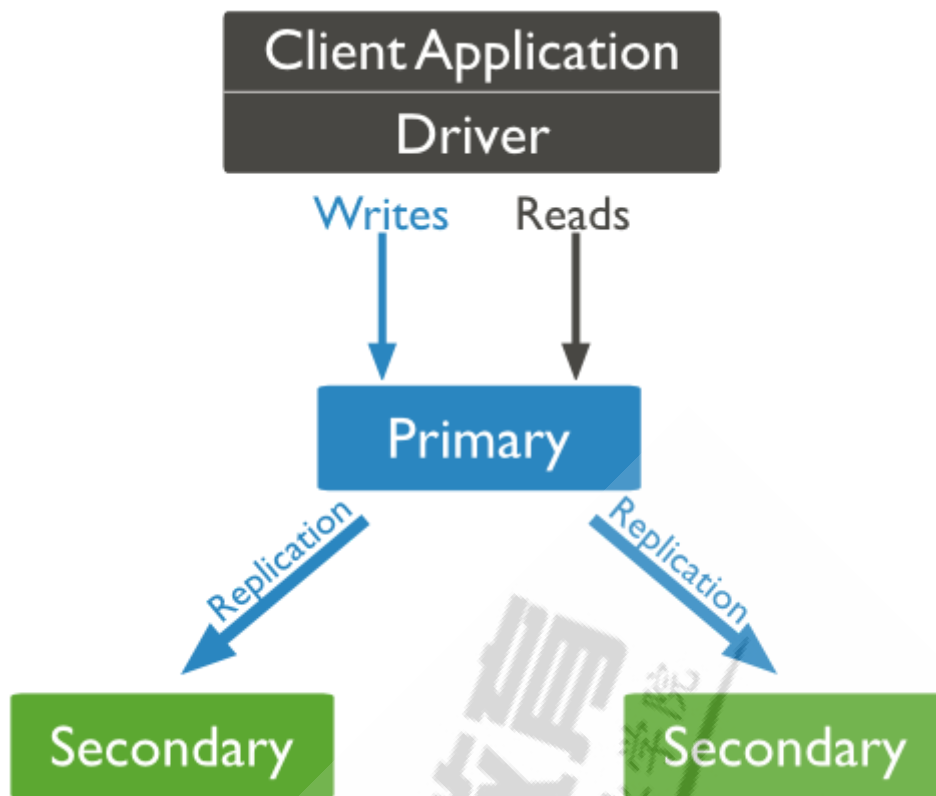 Client Application
Driver
Writes
Reads
Primary
Replication
Replication
Secondary
Secondary